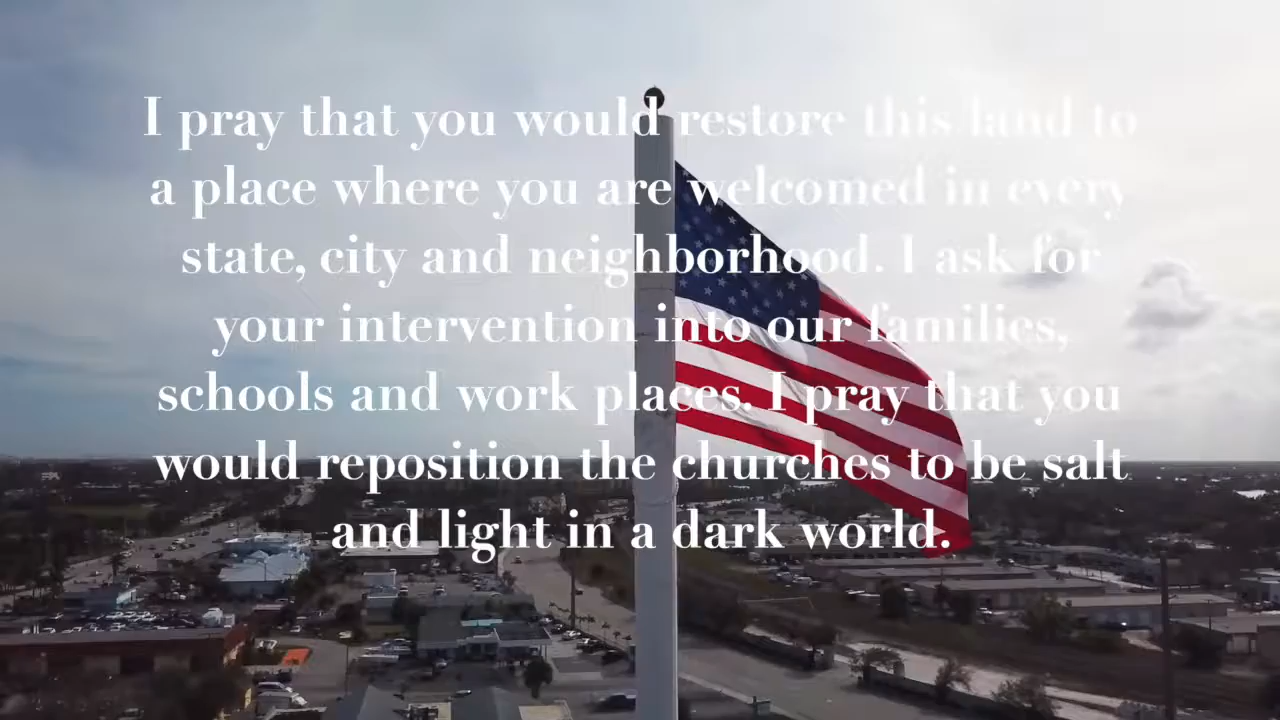 I pray that you would restore this land to
a place where you are welcomed in every
state, city and neighborhood. I ask for
your intervention into our families,
schools and work places. I pray that you
would reposition the churches to be salt
and light in a dark world.